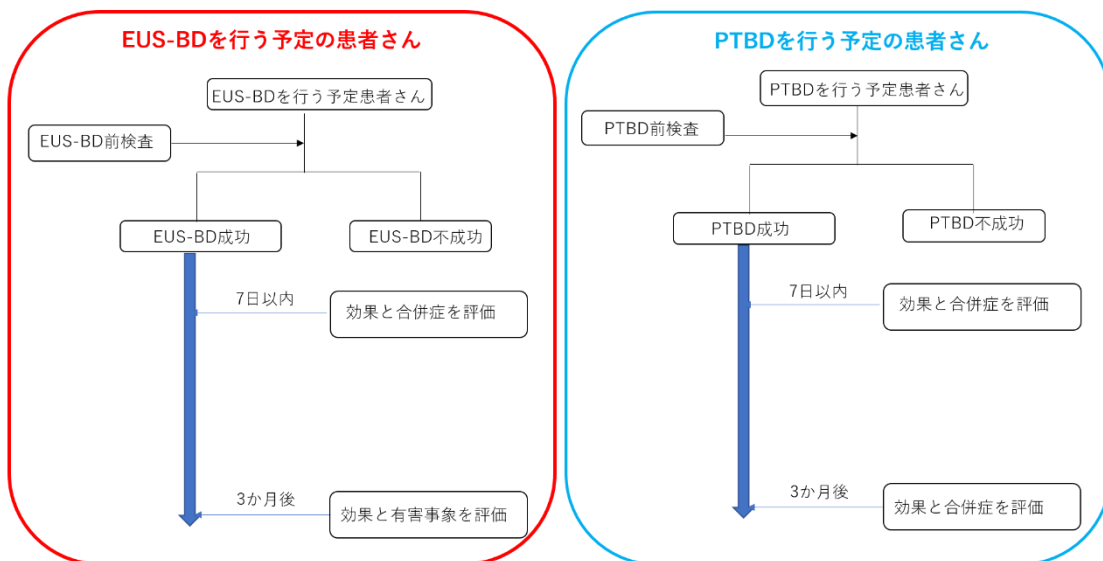 EUS-BDを行う予定の患者さん
EUS-BDを行う予定患者さん
EUS-BD前検査
EUS-BD成功
EUS-BD不成功
7日以内
効果と合併症を評価
3か月後
効果と有害事象を評価
PTBDを行う予定の患者さん
PTBDを行う予定患者さん
PTBD前検査
PTBD成功
PTBD不成功
7日以内
効果と合併症を評価
3か月後
効果と合併症を評価